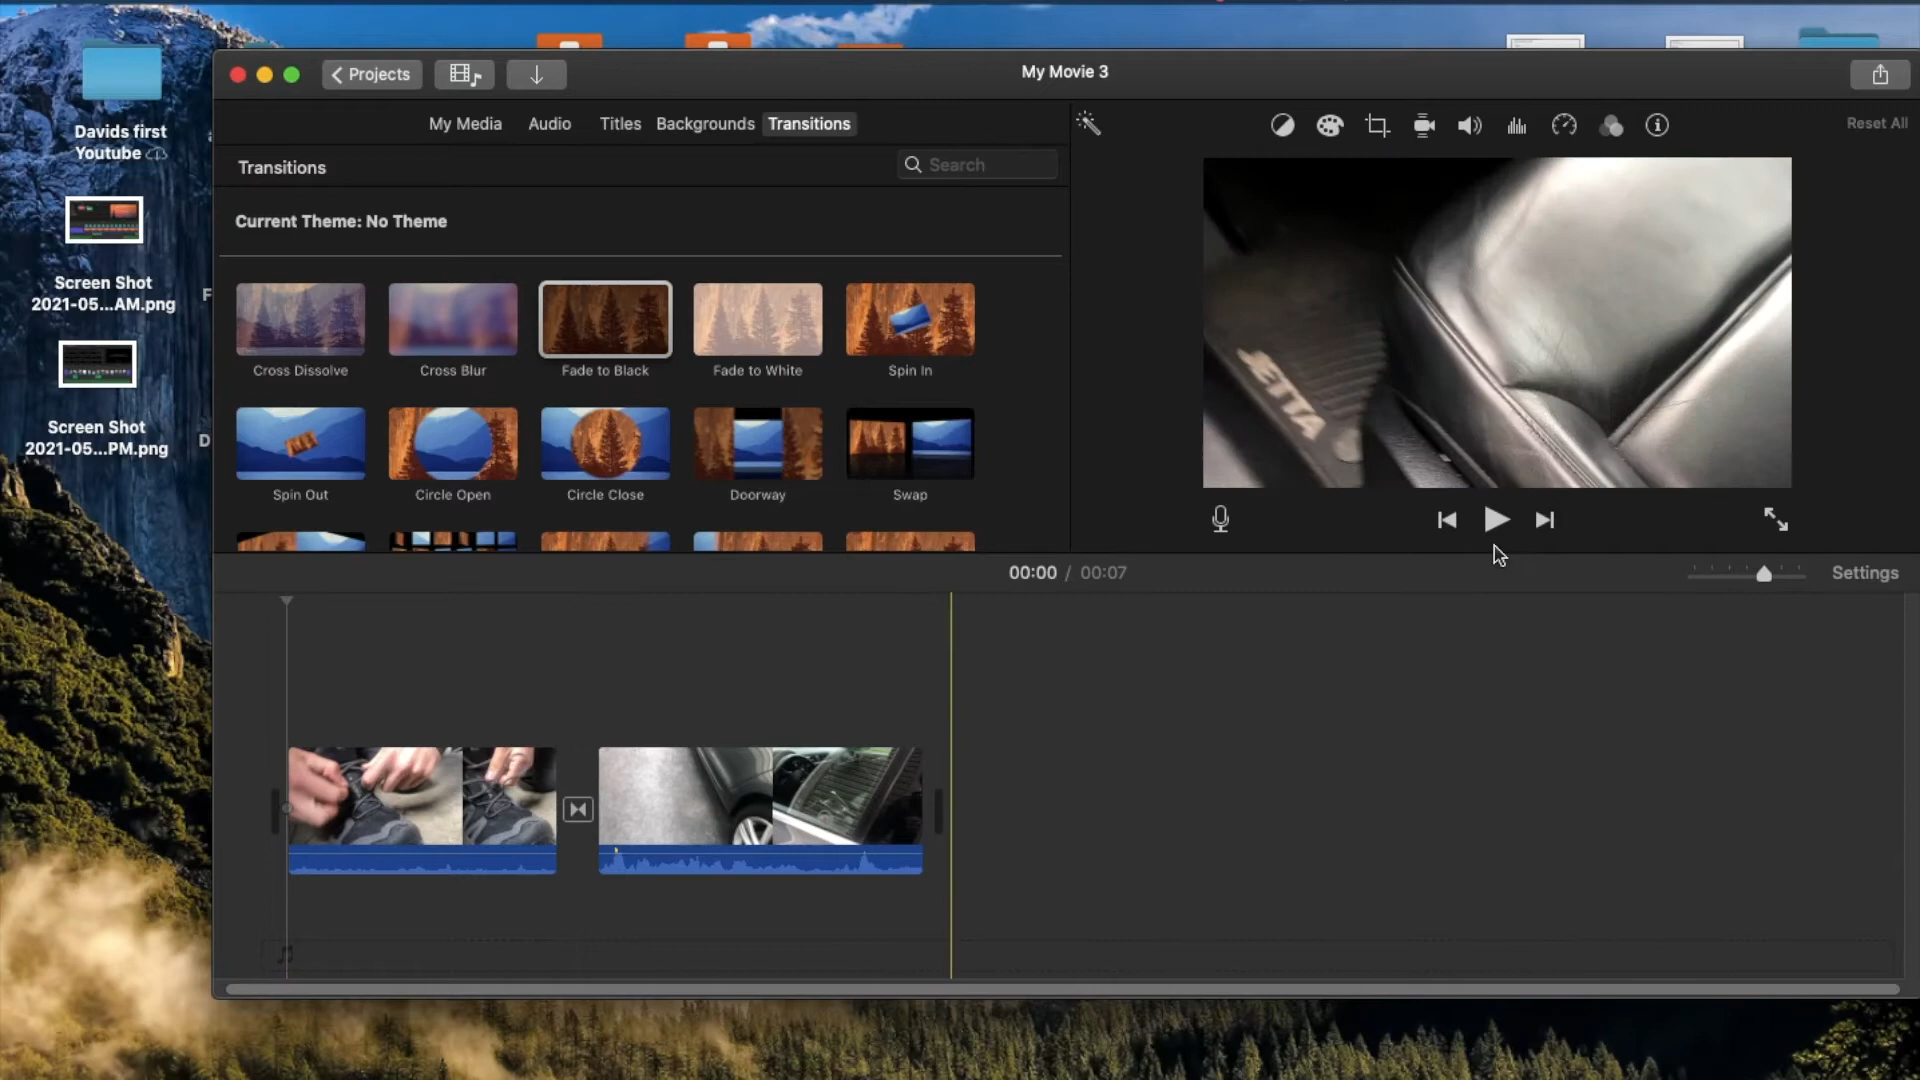 Projects
My Movie 3
Davids first
Youtube
My Media
Audio
Titles
Backgrounds
Transitions
Reset All
Transitions
Search
Current Theme: No Theme
Screen Shot
2021-05...AM.png
F
Cross Dissolve
Cross Blur
Fade to Black
Fade to White
Spin In
JETTA
Screen Shot
2021-05...PM.png
D
Spin Out
Circle Open
Circle Close
Doorway
Swap
00:00 / 00:07
Settings